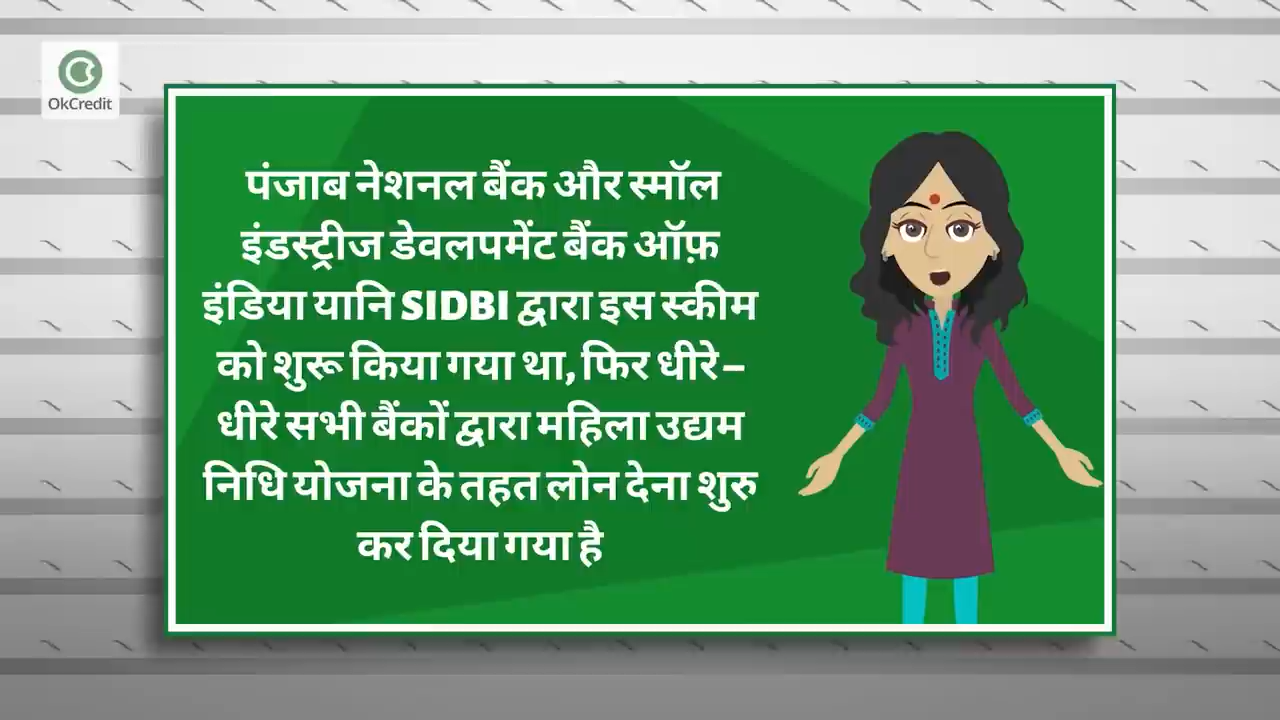 OkCredit
पंजाब नेशनल बैंक और स्मॉल
इंडस्ट्रीज डेवलपमेंट बैंक ऑफ़
इंडिया यानि SIDBI द्वारा इस स्कीम
को शुरू किया गया था, फिर धीरे –
धीरे सभी बैंकों द्वारा महिला उद्यम
निधि योजना के तहत लोन देना शुरु
कर दिया गया है